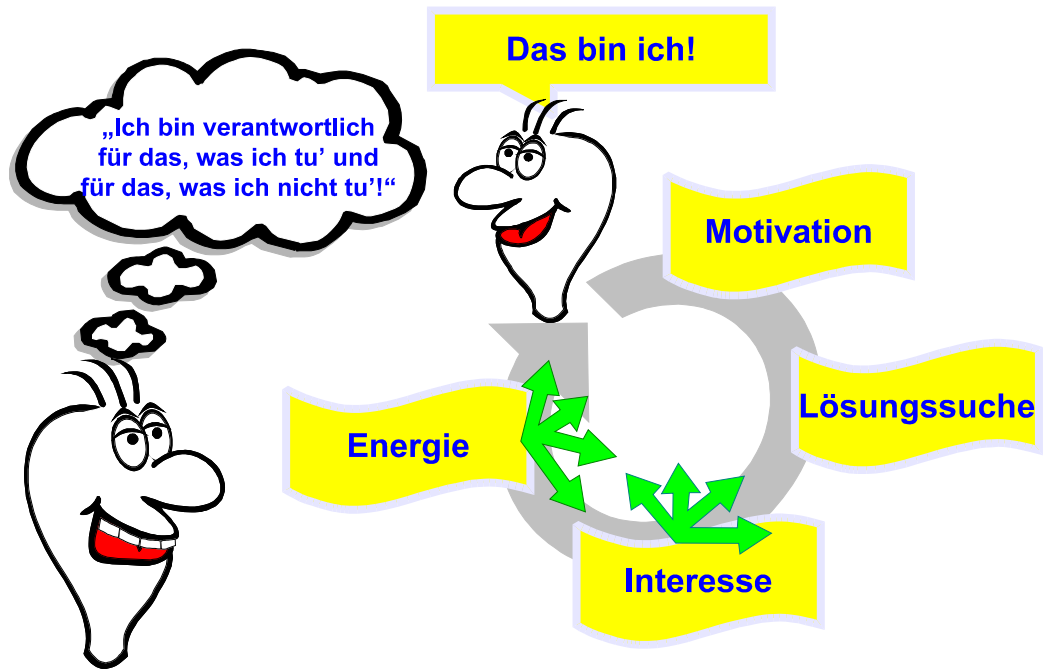 Das bin ich!
„Ich bin verantwortlich
für das, was ich tu’ und
für das, was ich nicht tu’!“
Motivation
Lösungssuche
Energie
Interesse